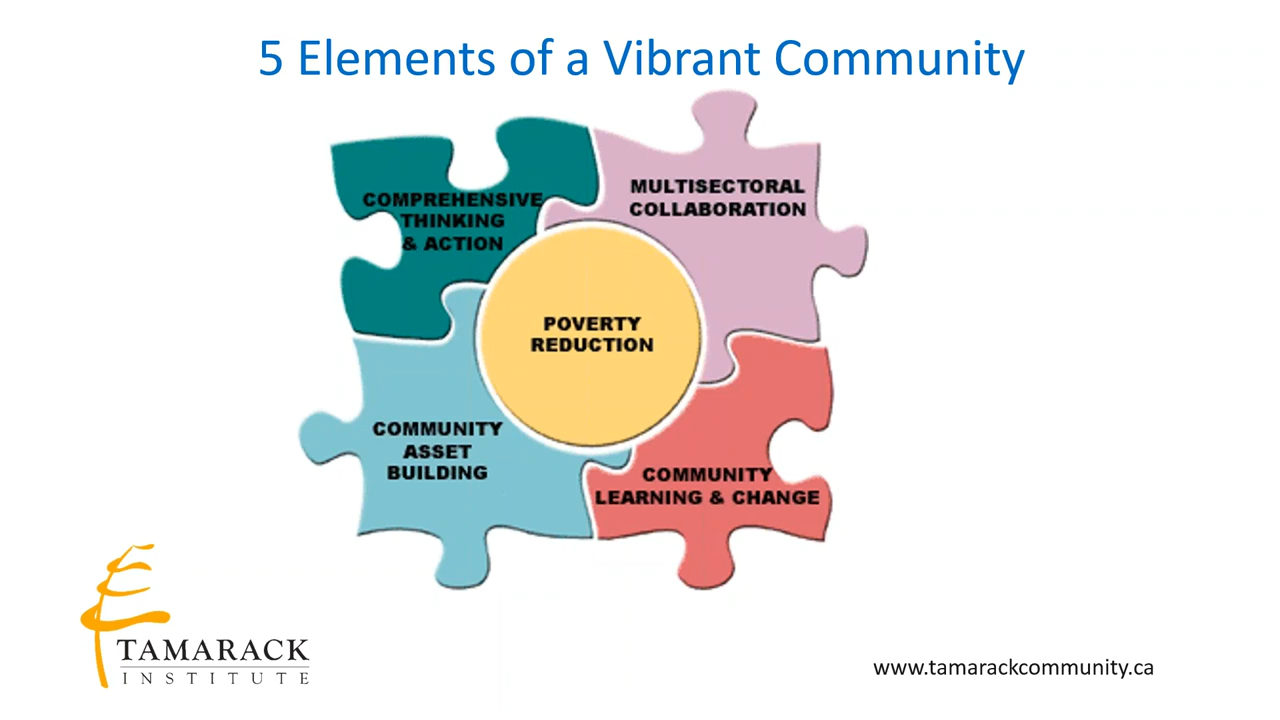 5 Elements of a Vibrant Community
COMPREHENSIVE
THINKING
& ACTION
MULTISECTORAL
COLLABORATION
POVERTY
REDUCTION
COMMUNITY
ASSET
BUILDING
COMMUNITY
LEARNING & CHANGE
TAMARACK
INSTITUTE
www.tamarackcommunity.ca